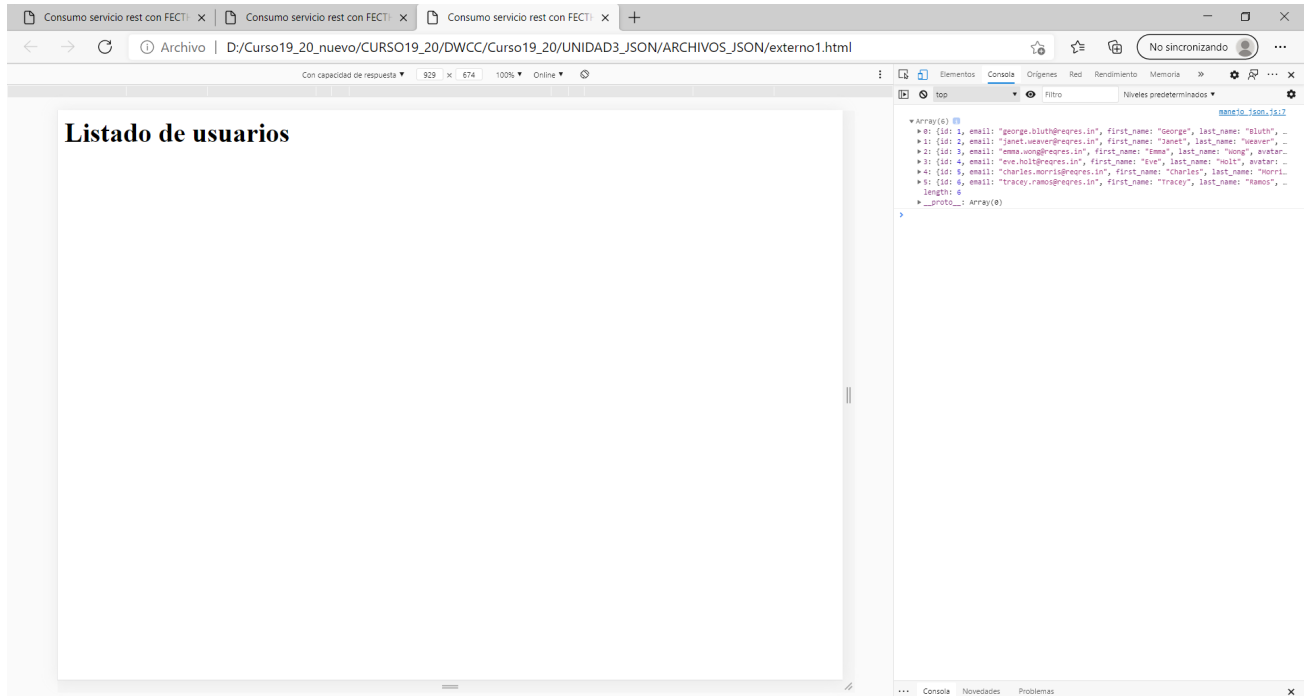 Consumo servicio rest con FECTH Consumo servicio rest con FECTH Consumo servicio rest con FECTH
Archivo | D:/Curso19_20_nuevo/CURSO19_20/DWCC/Curso19_20/UNIDAD3_JSON/ARCHIVOS_JSON/externo1.html No sincronizando
Con capacidad de respuesta ▼ 929 × 674 100% ▼ Online ▼
Elementos Consola Orígenes Red Rendimiento Memoria »
top ▼ Filtro Niveles predeterminados ▼
Listado de usuarios
manejo_json.js:7
▼Array(6)
▶0: {id: 1, email: "george.bluth@reqres.in", first_name: "George", last_name: "Bluth", …
▶1: {id: 2, email: "janet.weaver@reqres.in", first_name: "Janet", last_name: "Weaver", …
▶2: {id: 3, email: "emma.wong@reqres.in", first_name: "Emma", last_name: "Wong", avatar…
▶3: {id: 4, email: "eve.holt@reqres.in", first_name: "Eve", last_name: "Holt", avatar: …
▶4: {id: 5, email: "charles.morris@reqres.in", first_name: "Charles", last_name: "Morri…
▶5: {id: 6, email: "tracey.ramos@reqres.in", first_name: "Tracey", last_name: "Ramos", …
length: 6
▶__proto__: Array(0)
Consola Novedades Problemas